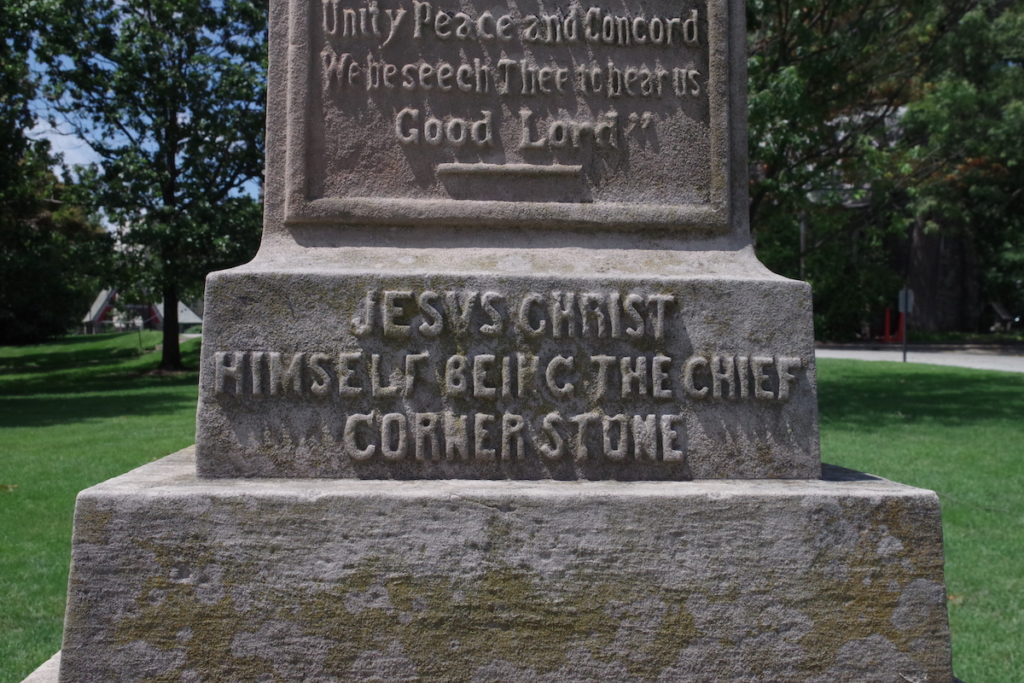 Unity Peace and Concord
We beseech Thee to hear us
Good Lord”
JESVS CHRIST
HIMSELF BEING THE CHIEF
CORNER STONE